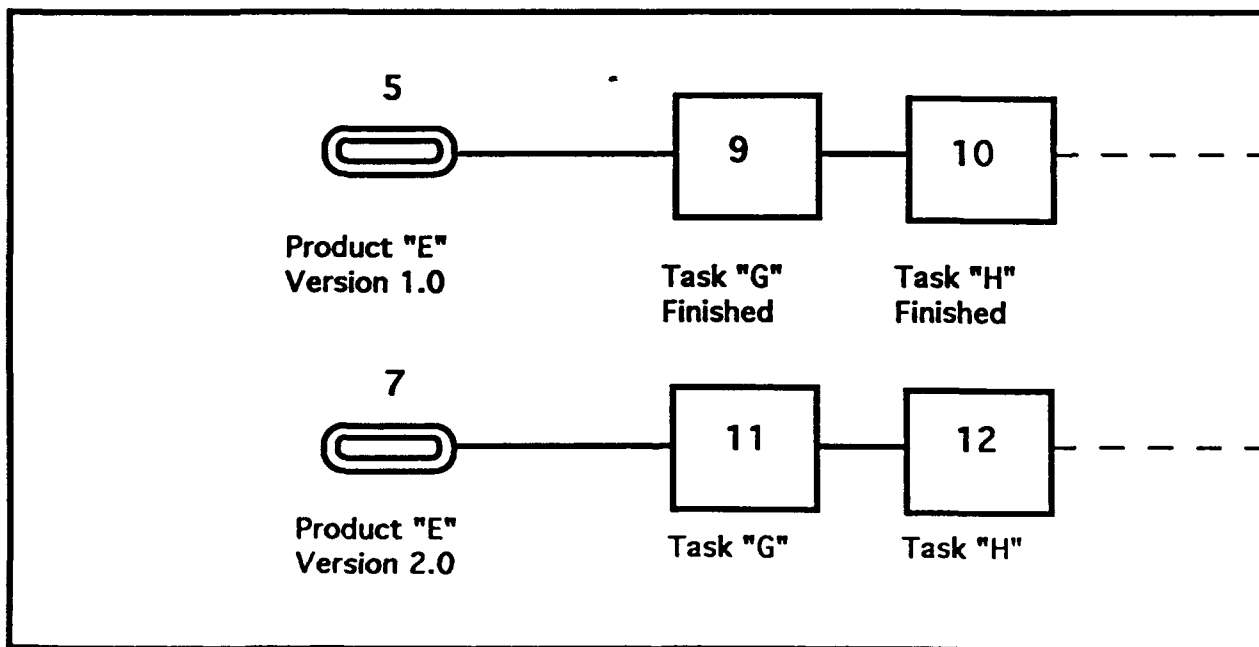 5
9
10
Product "E"
Version 1.0
Task "G"
Finished
Task "H"
Finished
7
11
12
Product "E"
Version 2.0
Task "G"
Task "H"